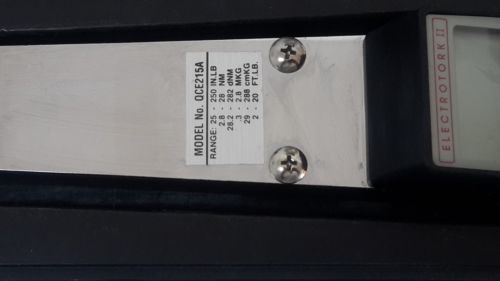 MODEL No. QCE215A
RANGE: 25 - 250 IN.LB
2.8 - 28 NM
28.2 - 282 dNM
.3 - 2.8 MKG
29 - 288 cmKG
2 - 20 FT.LB.
ELECTROTORK II